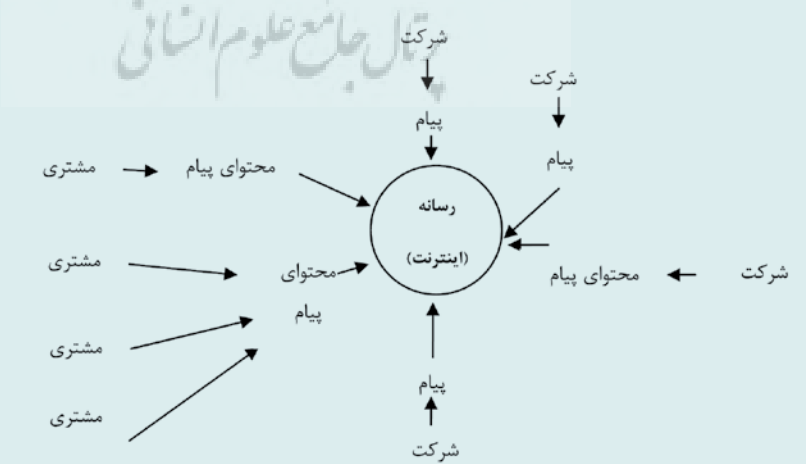 پرتال جامع علوم انسانی
شرکت
شرکت
پیام
پیام
مشتری
محتوای پیام
رسانه
(اینترنت)
مشتری
محتوای
پیام
محتوای پیام
شرکت
مشتری
پیام
مشتری
شرکت